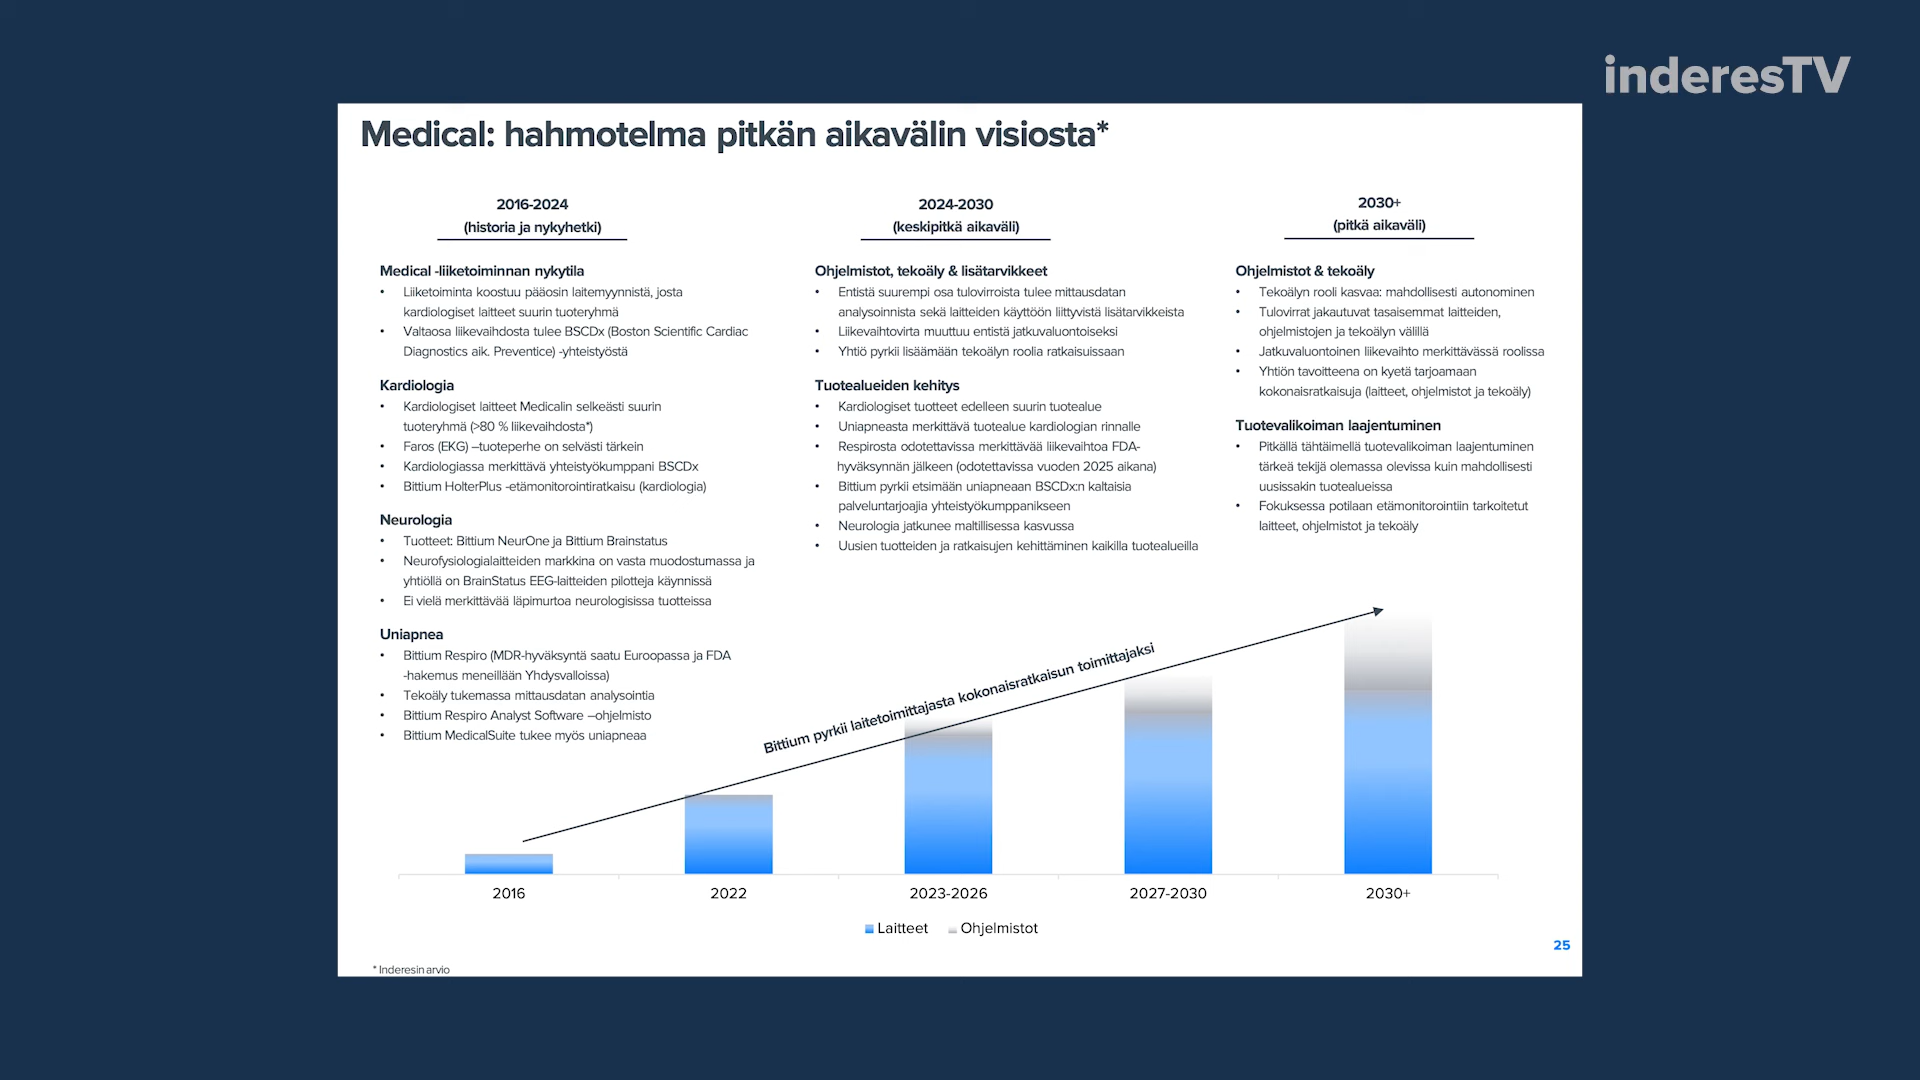 inderesTV
Medical: hahmotelma pitkän aikavälin visiosta*
2016-2024
(historia ja nykyhetki)
Medical -liiketoiminnan nykytila
• Liiketoiminta koostuu pääosin laitemyynnistä, josta
kardiologiset laitteet suurin tuoteryhmä
• Valtaosa liikevaihdosta tulee BSCDx (Boston Scientific Cardiac
Diagnostics aik. Preventice) -yhteistyöstä
Kardiologia
• Kardiologiset laitteet Medicalin selkeästi suurin
tuoteryhmä (>80 % liikevaihdosta*)
• Faros (EKG) –tuoteperhe on selvästi tärkein
• Kardiologiassa merkittävä yhteistyökumppani BSCDx
• Bittium HolterPlus -etämonitorointiratkaisu (kardiologia)
Neurologia
• Tuotteet: Bittium NeurOne ja Bittium Brainstatus
• Neurofysiologialaitteiden markkina on vasta muodostumassa ja
yhtiöllä on BrainStatus EEG-laitteiden pilotteja käynnissä
• Ei vielä merkittävää läpimurtoa neurologisissa tuotteissa
Uniapnea
• Bittium Respiro (MDR-hyväksyntä saatu Euroopassa ja FDA
-hakemus meneillään Yhdysvalloissa)
• Tekoäly tukemassa mittausdatan analysointia
• Bittium Respiro Analyst Software –ohjelmisto
• Bittium MedicalSuite tukee myös uniapneaa
2024-2030
(keskipitkä aikaväli)
Ohjelmistot, tekoäly & lisätarvikkeet
• Entistä suurempi osa tulovirroista tulee mittausdatan
analysoinnista sekä laitteiden käyttöön liittyvistä lisätarvikkeista
• Liikevaihtovirta muuttuu entistä jatkuvaluontoiseksi
• Yhtiö pyrkii lisäämään tekoälyn roolia ratkaisuissaan
Tuotealueiden kehitys
• Kardiologiset tuotteet edelleen suurin tuotealue
• Uniapneasta merkittävä tuotealue kardiologian rinnalle
• Respirosta odotettavissa merkittävää liikevaihtoa FDA-
hyväksynnän jälkeen (odotettavissa vuoden 2025 aikana)
• Bittium pyrkii etsimään uniapneaan BSCDx:n kaltaisia
palveluntarjoajia yhteistyökumppanikseen
• Neurologia jatkunee maltillisessa kasvussa
• Uusien tuotteiden ja ratkaisujen kehittäminen kaikilla tuotealueilla
2030+
(pitkä aikaväli)
Ohjelmistot & tekoäly
• Tekoälyn rooli kasvaa: mahdollisesti autonominen
• Tulovirrat jakautuvat tasaisemmat laitteiden,
ohjelmistojen ja tekoälyn välillä
• Jatkuvaluontoinen liikevaihto merkittävässä roolissa
• Yhtiön tavoitteena on kyetä tarjoamaan
kokonaisratkaisuja (laitteet, ohjelmistot ja tekoäly)
Tuotevalikoiman laajentuminen
• Pitkällä tähtäimellä tuotevalikoiman laajentuminen
tärkeä tekijä olemassa olevissa kuin mahdollisesti
uusissakin tuotealueissa
• Fokuksessa potilaan etämonitorointiin tarkoitetut
laitteet, ohjelmistot ja tekoäly
Bittium pyrkii laitetoimittajasta kokonaisratkaisun toimittajaksi
2016
2022
2023-2026
2027-2030
2030+
Laitteet
Ohjelmistot
25
* Inderesin arvio